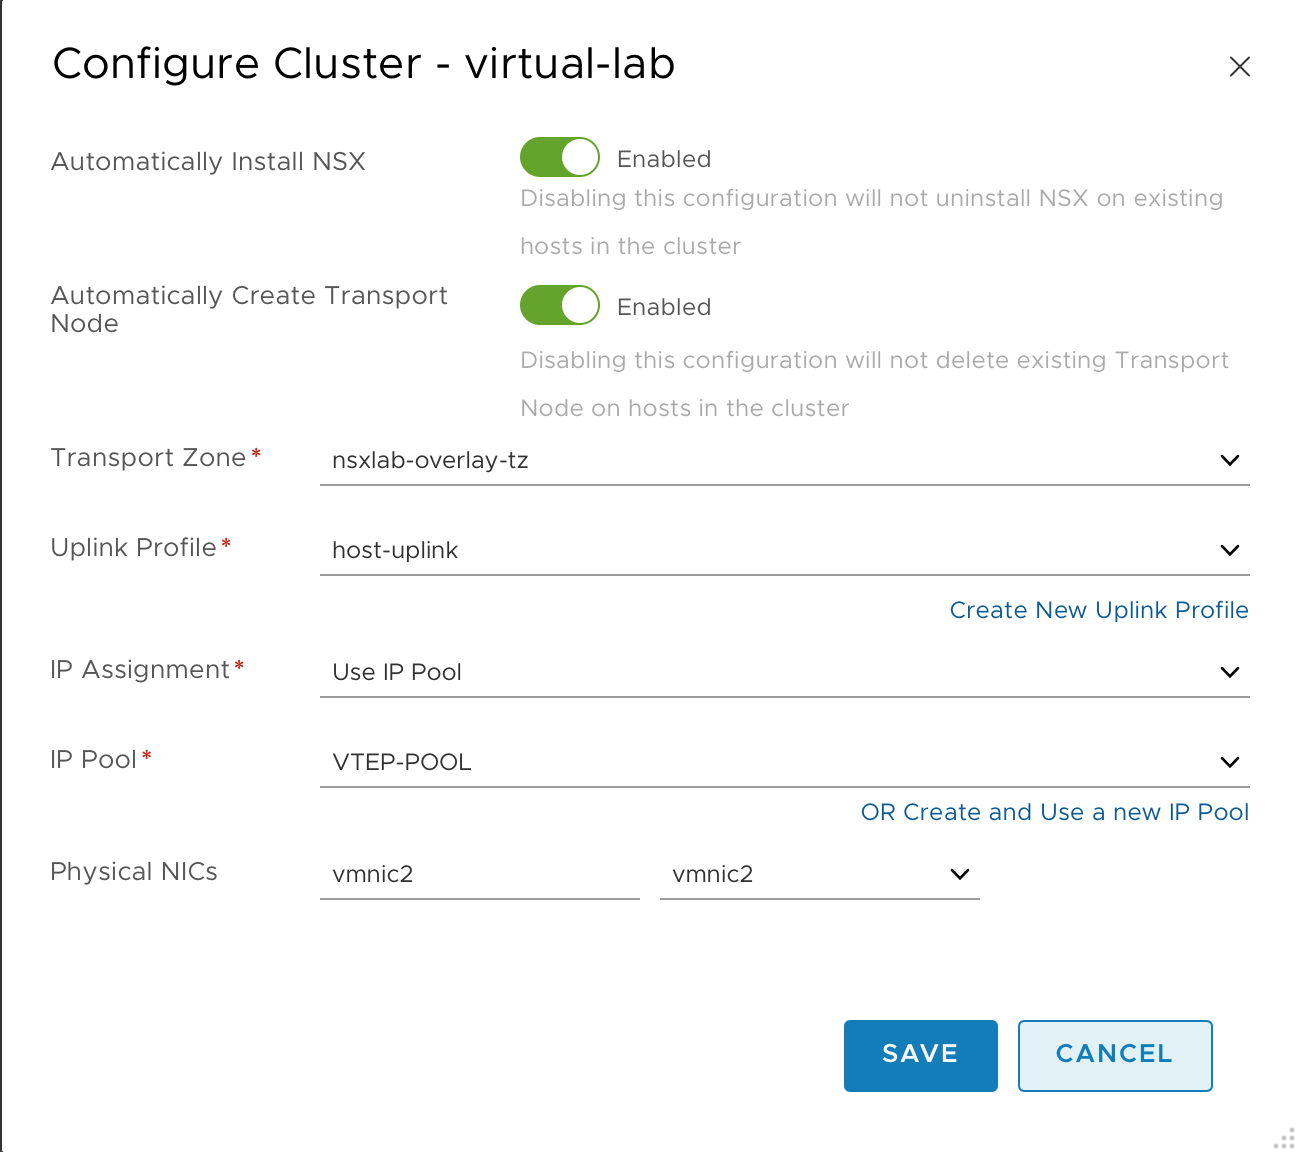 Configure Cluster - virtual-lab
Automatically Install NSX
Enabled
Disabling this configuration will not uninstall NSX on existing
hosts in the cluster
Automatically Create Transport
Node
Enabled
Disabling this configuration will not delete existing Transport
Node on hosts in the cluster
Transport Zone* nsxlab-overlay-tz
Uplink Profile* host-uplink
Create New Uplink Profile
IP Assignment* Use IP Pool
IP Pool* VTEP-POOL
OR Create and Use a new IP Pool
Physical NICs vmnic2 vmnic2
SAVE CANCEL